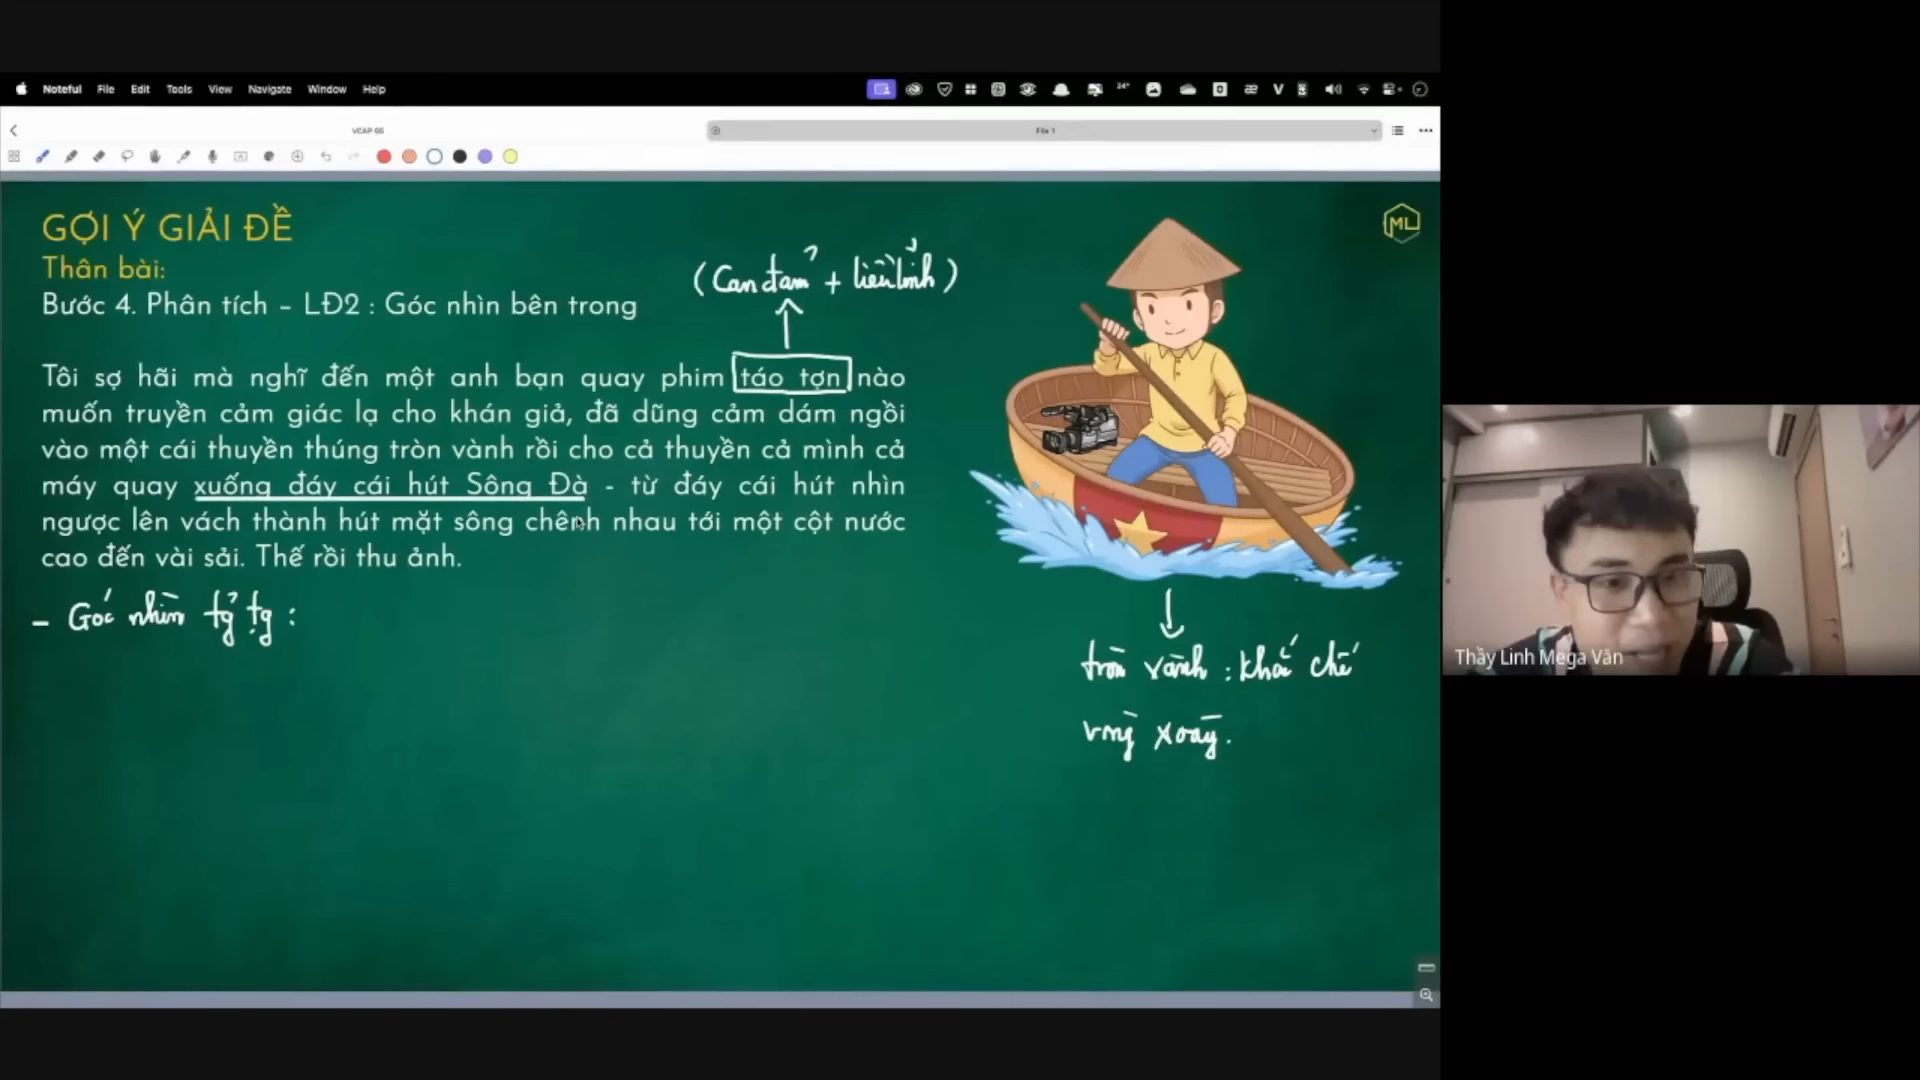 Noteful File Edit Tools View Navigate Window Help
24°
VCAP 05
File 1
GỢI Ý GIẢI ĐỀ
ML
Thân bài:
(Can đảm + liều lĩnh)
Bước 4. Phân tích – LĐ2 : Góc nhìn bên trong
Tôi sợ hãi mà nghĩ đến một anh bạn quay phim táo tợn nào
muốn truyền cảm giác lạ cho khán giả, đã dũng cảm dám ngồi
vào một cái thuyền thúng tròn vành rồi cho cả thuyền cả mình cả
máy quay xuống đáy cái hút Sông Đà - từ đáy cái hút nhìn
ngược lên vách thành hút mặt sông chênh nhau tới một cột nước
cao đến vài sải. Thế rồi thu ảnh.
- Góc nhìn tg :
tròn vành : khắc chế
vòng xoáy.
Thầy Linh Mega Văn